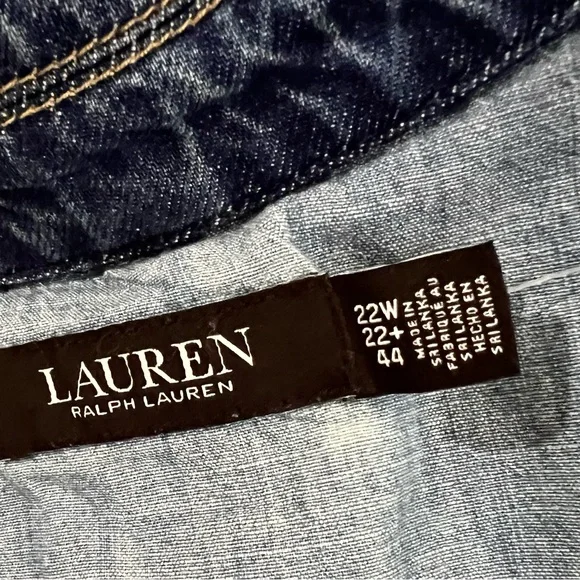 LAUREN
RALPH LAUREN
22W
22+
44
MADE IN
SRI LANKA
FABRIQUE AU
SRI LANKA
HECHO EN
SRI LANKA